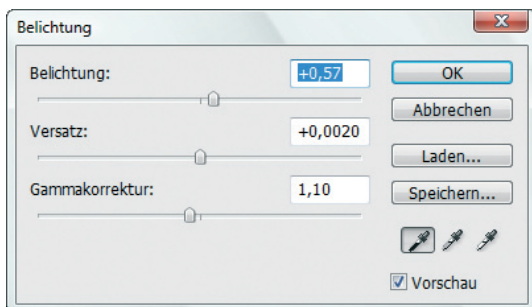 Belichtung
Belichtung: +0,57 OK
Abbrechen
Versatz: +0,0020
Laden...
Gammakorrektur: 1,10 Speichern...
Vorschau